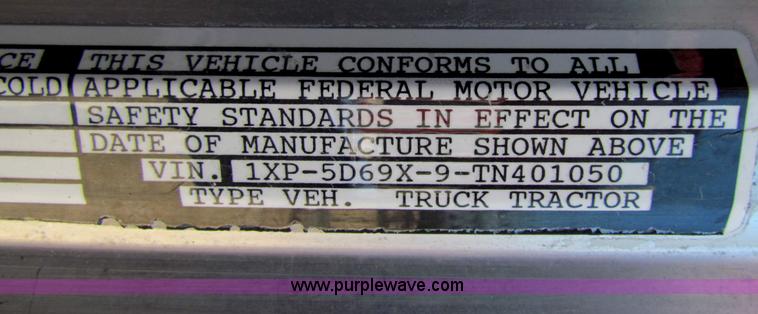 CE THIS VEHICLE CONFORMS TO ALL
COLD APPLICABLE FEDERAL MOTOR VEHICLE
SAFETY STANDARDS IN EFFECT ON THE
DATE OF MANUFACTURE SHOWN ABOVE
VIN. 1XP-5D69X-9-TN401050
TYPE VEH. TRUCK TRACTOR
www.purplewave.com